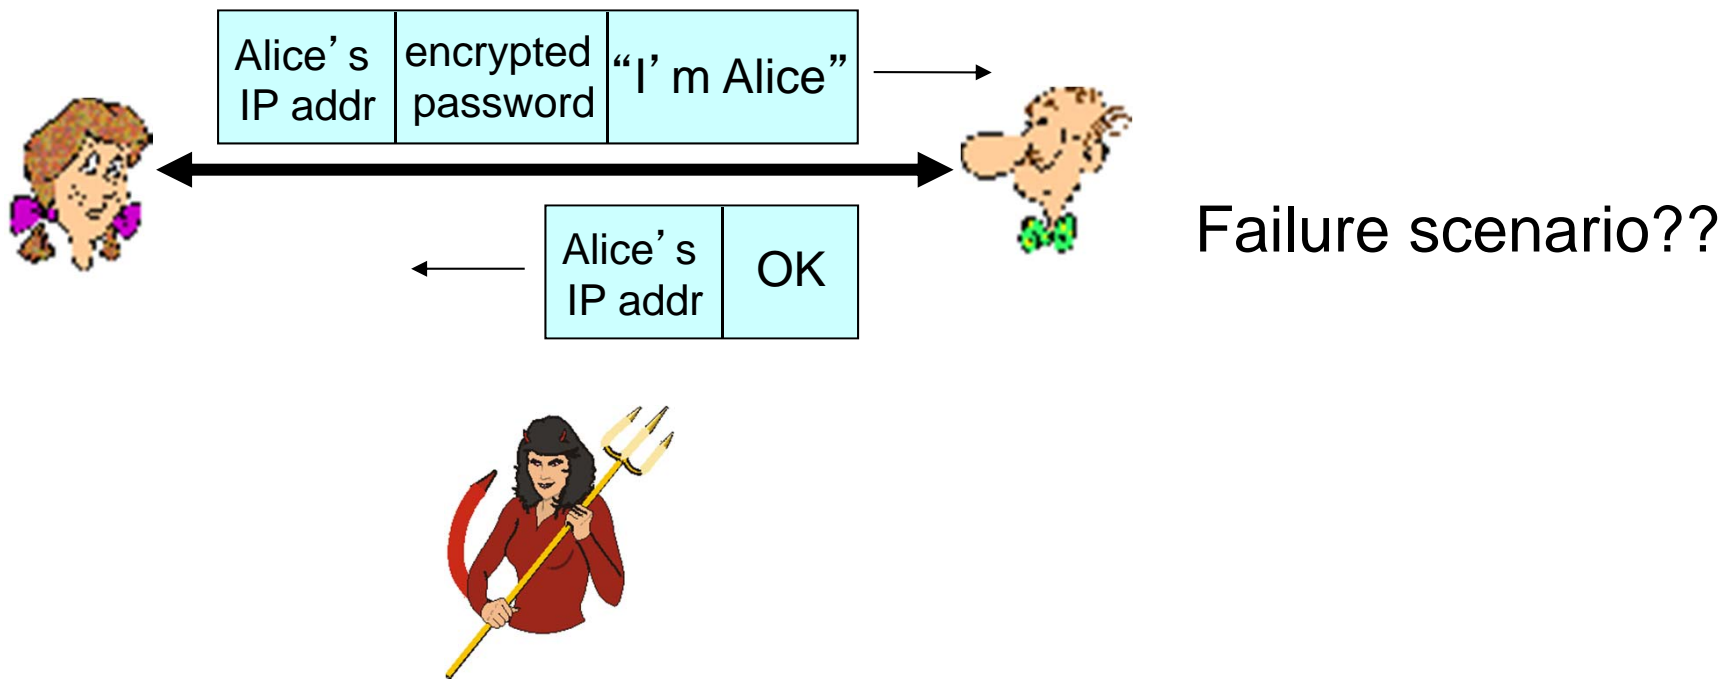 Alice’s
IP addr
encrypted
password
“I’m Alice”
Alice’s
IP addr
OK
Failure scenario??